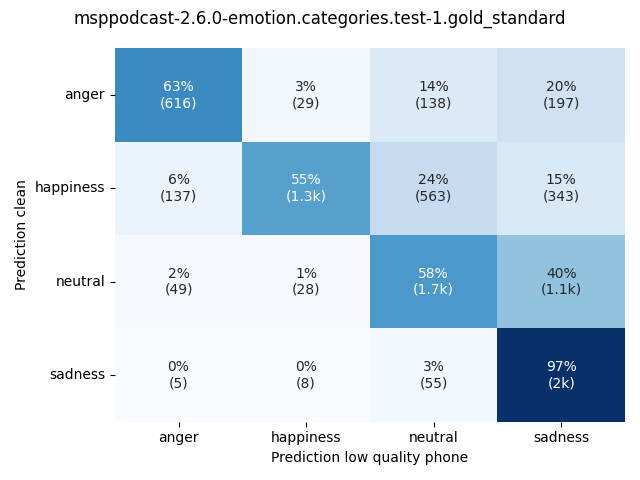 msppodcast-2.6.0-emotion.categories.test-1.gold_standard
Prediction clean
anger
63% 3% 14% 20%
(616) (29) (138) (197)
happiness
6% 55% 24% 15%
(137) (1.3k) (563) (343)
neutral
2% 1% 58% 40%
(49) (28) (1.7k) (1.1k)
sadness
0% 0% 3% 97%
(5) (8) (55) (2k)
anger happiness neutral sadness
Prediction low quality phone